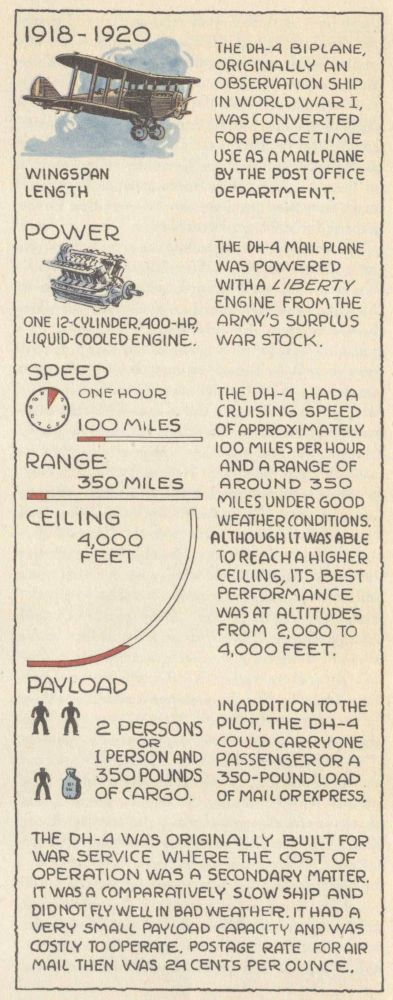 1918-1920
THE DH-4 BIPLANE,
ORIGINALLY AN
OBSERVATION SHIP
IN WORLD WAR I,
WAS CONVERTED
FOR PEACETIME
USE AS A MAILPLANE
BY THE POST OFFICE
DEPARTMENT.
WINGSPAN
LENGTH
POWER
ONE 12-CYLINDER, 400-HP,
LIQUID-COOLED ENGINE.
THE DH-4 MAIL PLANE
WAS POWERED
WITH A LIBERTY
ENGINE FROM THE
ARMY'S SURPLUS
WAR STOCK.
SPEED
ONE HOUR
100 MILES
RANGE
350 MILES
CEILING
4,000
FEET
THE DH-4 HAD A
CRUISING SPEED
OF APPROXIMATELY
100 MILES PER HOUR
AND A RANGE OF
AROUND 350
MILES UNDER GOOD
WEATHER CONDITIONS.
ALTHOUGH IT WAS ABLE
TO REACH A HIGHER
CEILING, ITS BEST
PERFORMANCE
WAS AT ALTITUDES
FROM 2,000 TO
4,000 FEET.
PAYLOAD
2 PERSONS
OR
1 PERSON AND
350 POUNDS
OF CARGO.
IN ADDITION TO THE
PILOT, THE DH-4
COULD CARRY ONE
PASSENGER OR A
350-POUND LOAD
OF MAIL OR EXPRESS.
THE DH-4 WAS ORIGINALLY BUILT FOR
WAR SERVICE WHERE THE COST OF
OPERATION WAS A SECONDARY MATTER.
IT WAS A COMPARATIVELY SLOW SHIP AND
DID NOT FLY WELL IN BAD WEATHER. IT HAD A
VERY SMALL PAYLOAD CAPACITY AND WAS
COSTLY TO OPERATE. POSTAGE RATE FOR AIR
MAIL THEN WAS 24 CENTS PER OUNCE.